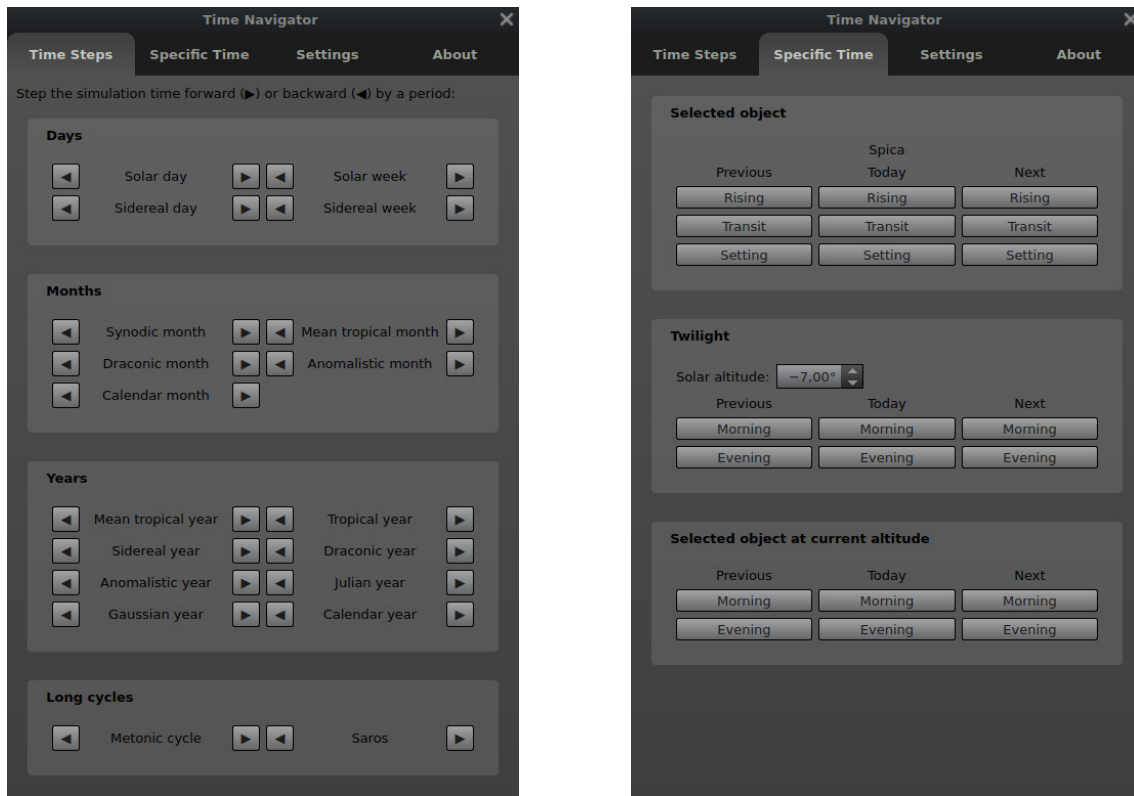 Time Navigator
Time Steps Specific Time Settings About
Step the simulation time forward (▶) or backward (◀) by a period:
Days
◀ Solar day ▶ ◀ Solar week ▶
◀ Sidereal day ▶ ◀ Sidereal week ▶
Months
◀ Synodic month ▶ ◀ Mean tropical month ▶
◀ Draconic month ▶ ◀ Anomalistic month ▶
◀ Calendar month ▶
Years
◀ Mean tropical year ▶ ◀ Tropical year ▶
◀ Sidereal year ▶ ◀ Draconic year ▶
◀ Anomalistic year ▶ ◀ Julian year ▶
◀ Gaussian year ▶ ◀ Calendar year ▶
Long cycles
◀ Metonic cycle ▶ ◀ Saros ▶
Time Navigator
Time Steps Specific Time Settings About
Selected object
Spica
Previous Today Next
Rising Rising Rising
Transit Transit Transit
Setting Setting Setting
Twilight
Solar altitude: −7,00°
Previous Today Next
Morning Morning Morning
Evening Evening Evening
Selected object at current altitude
Previous Today Next
Morning Morning Morning
Evening Evening Evening